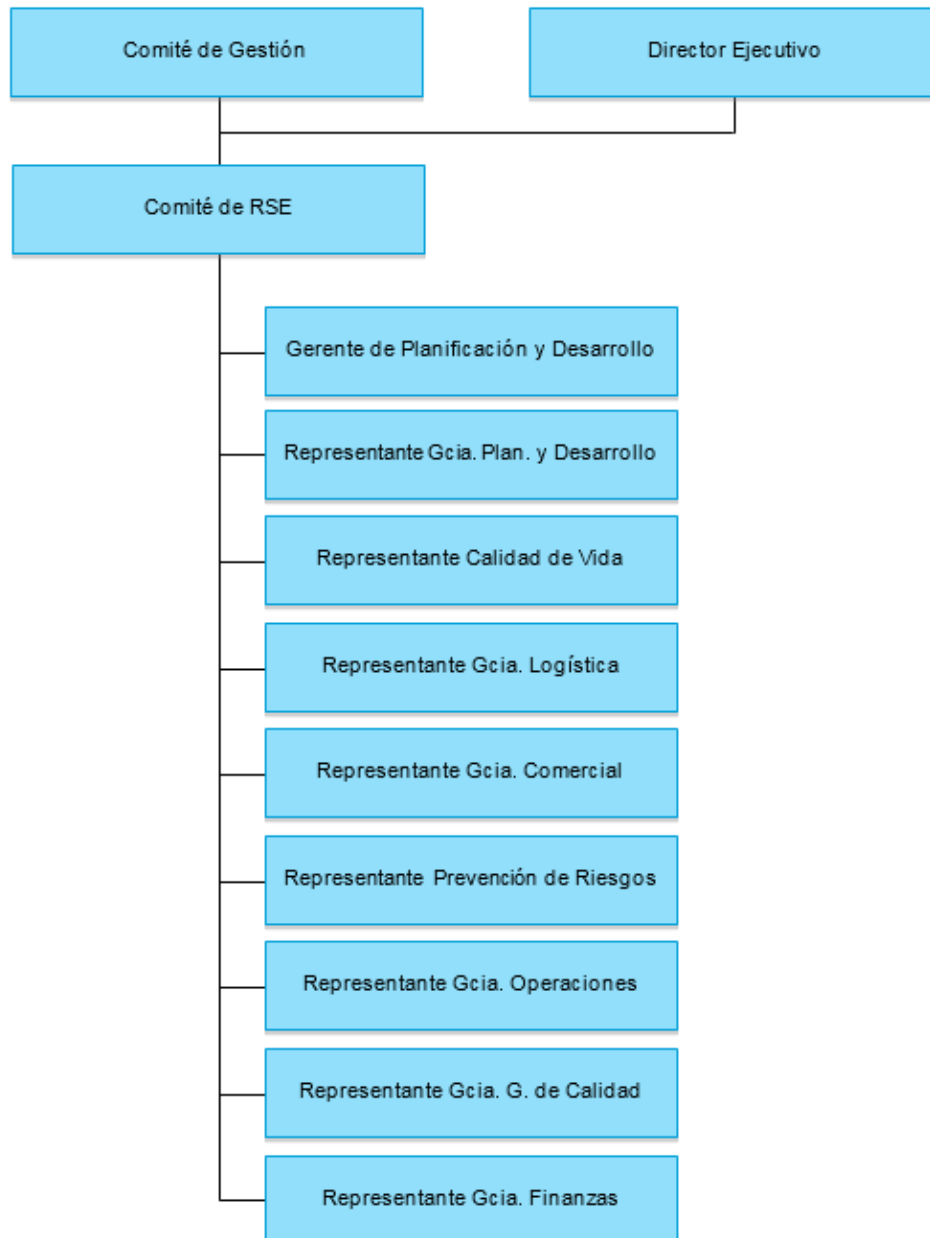 Comité de Gestión
Director Ejecutivo
Comité de RSE
Gerente de Planificación y Desarrollo
Representante Gcia. Plan. y Desarrollo
Representante Calidad de Vida
Representante Gcia. Logística
Representante Gcia. Comercial
Representante Prevención de Riesgos
Representante Gcia. Operaciones
Representante Gcia. G. de Calidad
Representante Gcia. Finanzas